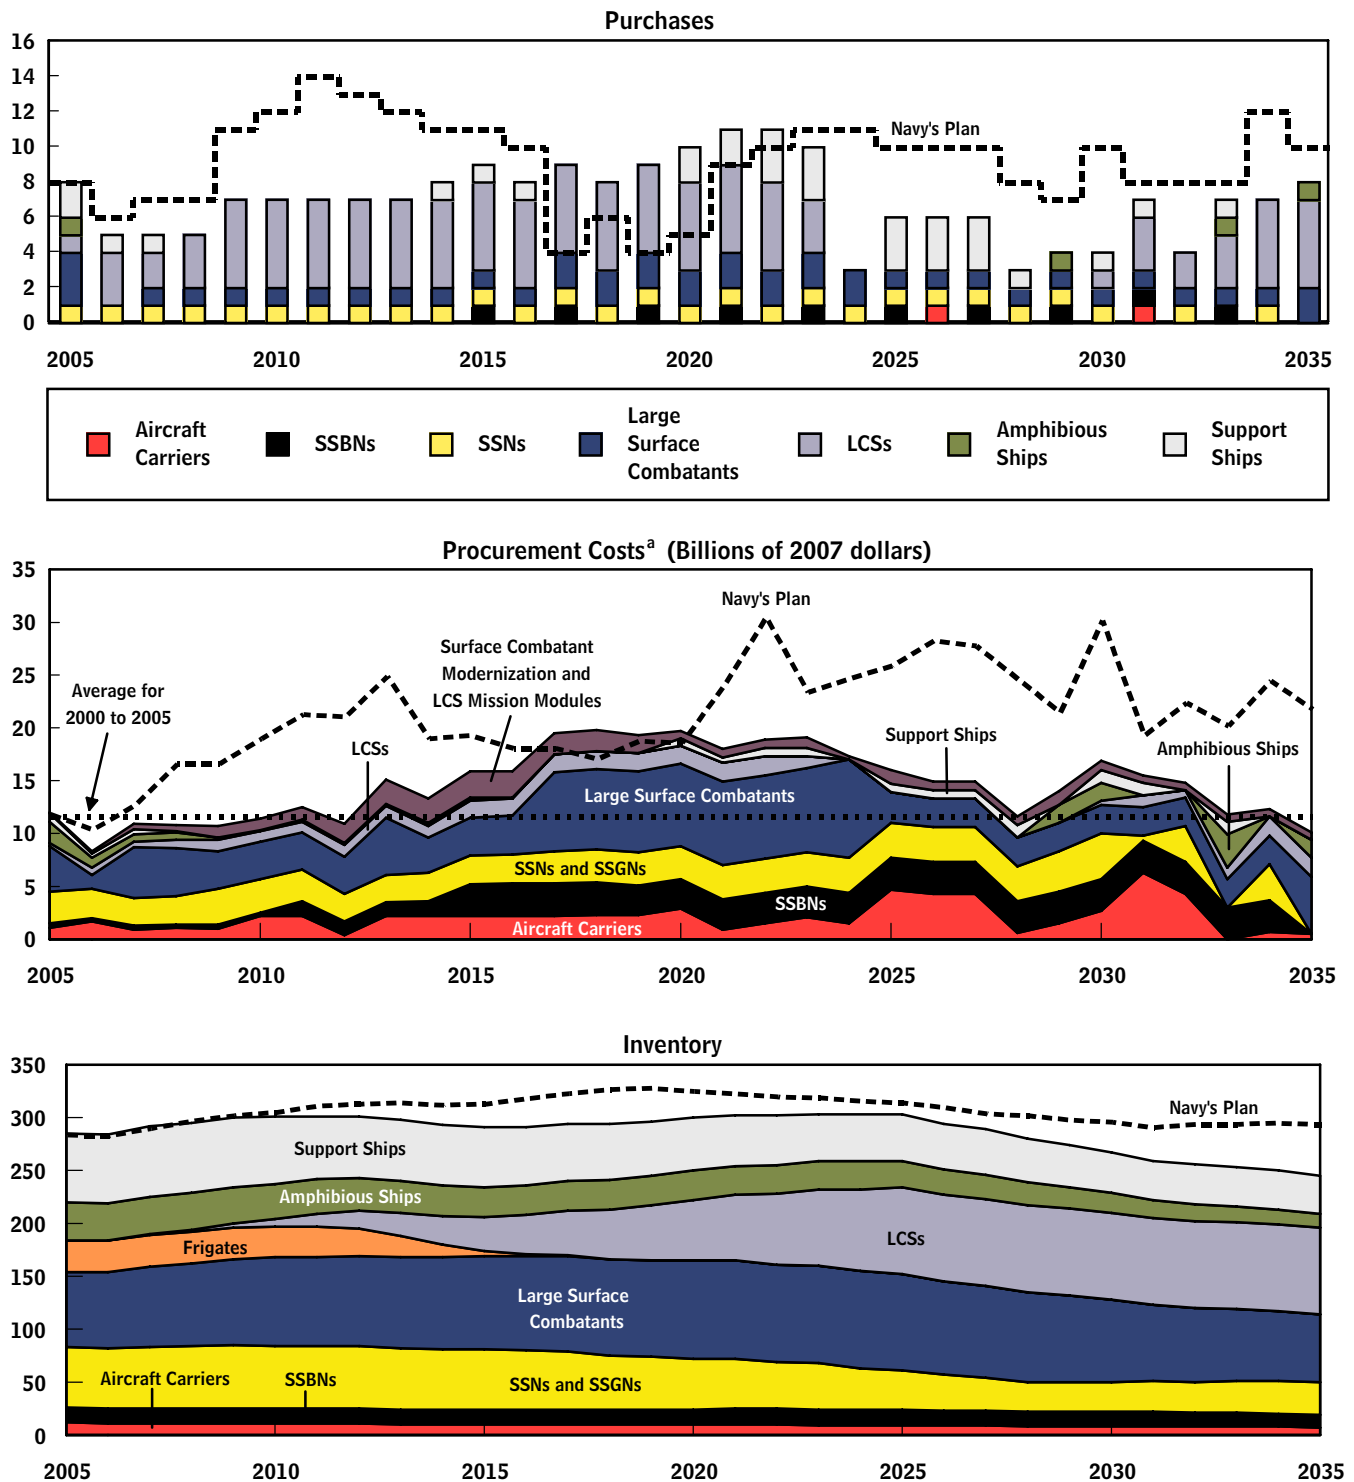 Purchases
16
14
12
10
8
6
4
2
0
Navy's Plan
2005 2010 2015 2020 2025 2030 2035
Aircraft
Carriers
SSBNs
SSNs
Large
Surface
Combatants
LCSs
Amphibious
Ships
Support
Ships
Procurement Costsᵃ (Billions of 2007 dollars)
35
30
25
20
15
10
5
0
Navy's Plan
Surface Combatant
Modernization and
LCS Mission Modules
Average for
2000 to 2005
LCSs
Support Ships
Amphibious Ships
Large Surface Combatants
SSNs and SSGNs
SSBNs
Aircraft Carriers
2005 2010 2015 2020 2025 2030 2035
Inventory
350
300
250
200
150
100
50
0
Navy's Plan
Support Ships
Amphibious Ships
Frigates
LCSs
Large Surface
Combatants
Aircraft Carriers
SSBNs
SSNs and SSGNs
2005 2010 2015 2020 2025 2030 2035